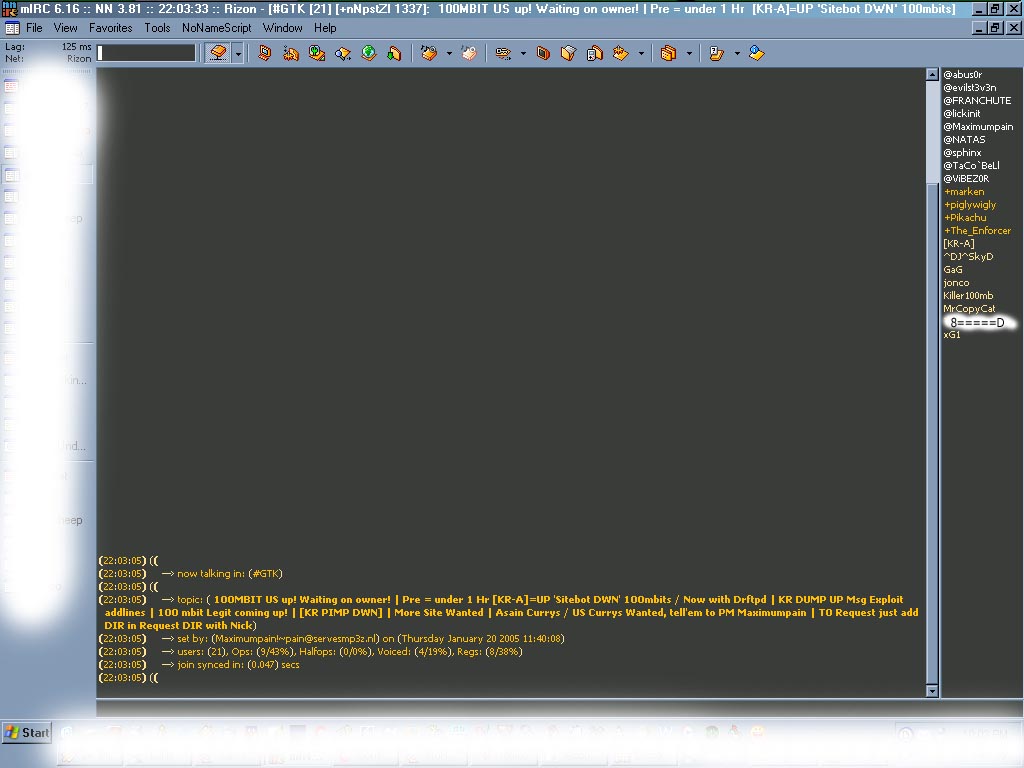 mIRC 6.16 :: NN 3.81 :: 22:03:33 :: Rizon - [#GTK [21] [+nNpstZl 1337]: 100MBIT US up! Waiting on owner! | Pre = under 1 Hr [KR-A]=UP 'Sitebot DWN' 100mbits]
File View Favorites Tools NoNameScript Window Help
Lag: 125 ms
Net: Rizon
(22:03:05) ((
(22:03:05) --> now talking in: (#GTK)
(22:03:05) ((
(22:03:05) --> topic: ( 100MBIT US up! Waiting on owner! | Pre = under 1 Hr [KR-A]=UP 'Sitebot DWN' 100mbits / Now with Drftpd | KR DUMP UP Msg Exploit
addlines | 100 mbit Legit coming up! | [KR PIMP DWN] | More Site Wanted | Asain Currys / US Currys Wanted, tell'em to PM Maximumpain | TO Request just add
DIR in Request DIR with Nick)
(22:03:05) --> set by: (Maximumpain!~pain@servesmp3z.nl) on (Thursday January 20 2005 11:40:08)
(22:03:05) --> users: (21), Ops: (9/43%), Halfops: (0/0%), Voiced: (4/19%), Regs: (8/38%)
(22:03:05) --> join synced in: (0.047) secs
(22:03:05) ((
@abus0r
@evilst3v3n
@FRANCHUTE
@lickinit
@Maximumpain
@NATAS
@sphinx
@TaCo`BeLl
@ViBEZ0R
+marken
+piglywigly
+Pikachu
+The_Enforcer
[KR-A]
^DJ^SkyD
GaG
jonco
Killer100mb
MrCopyCat
8=====D
xG1
Start